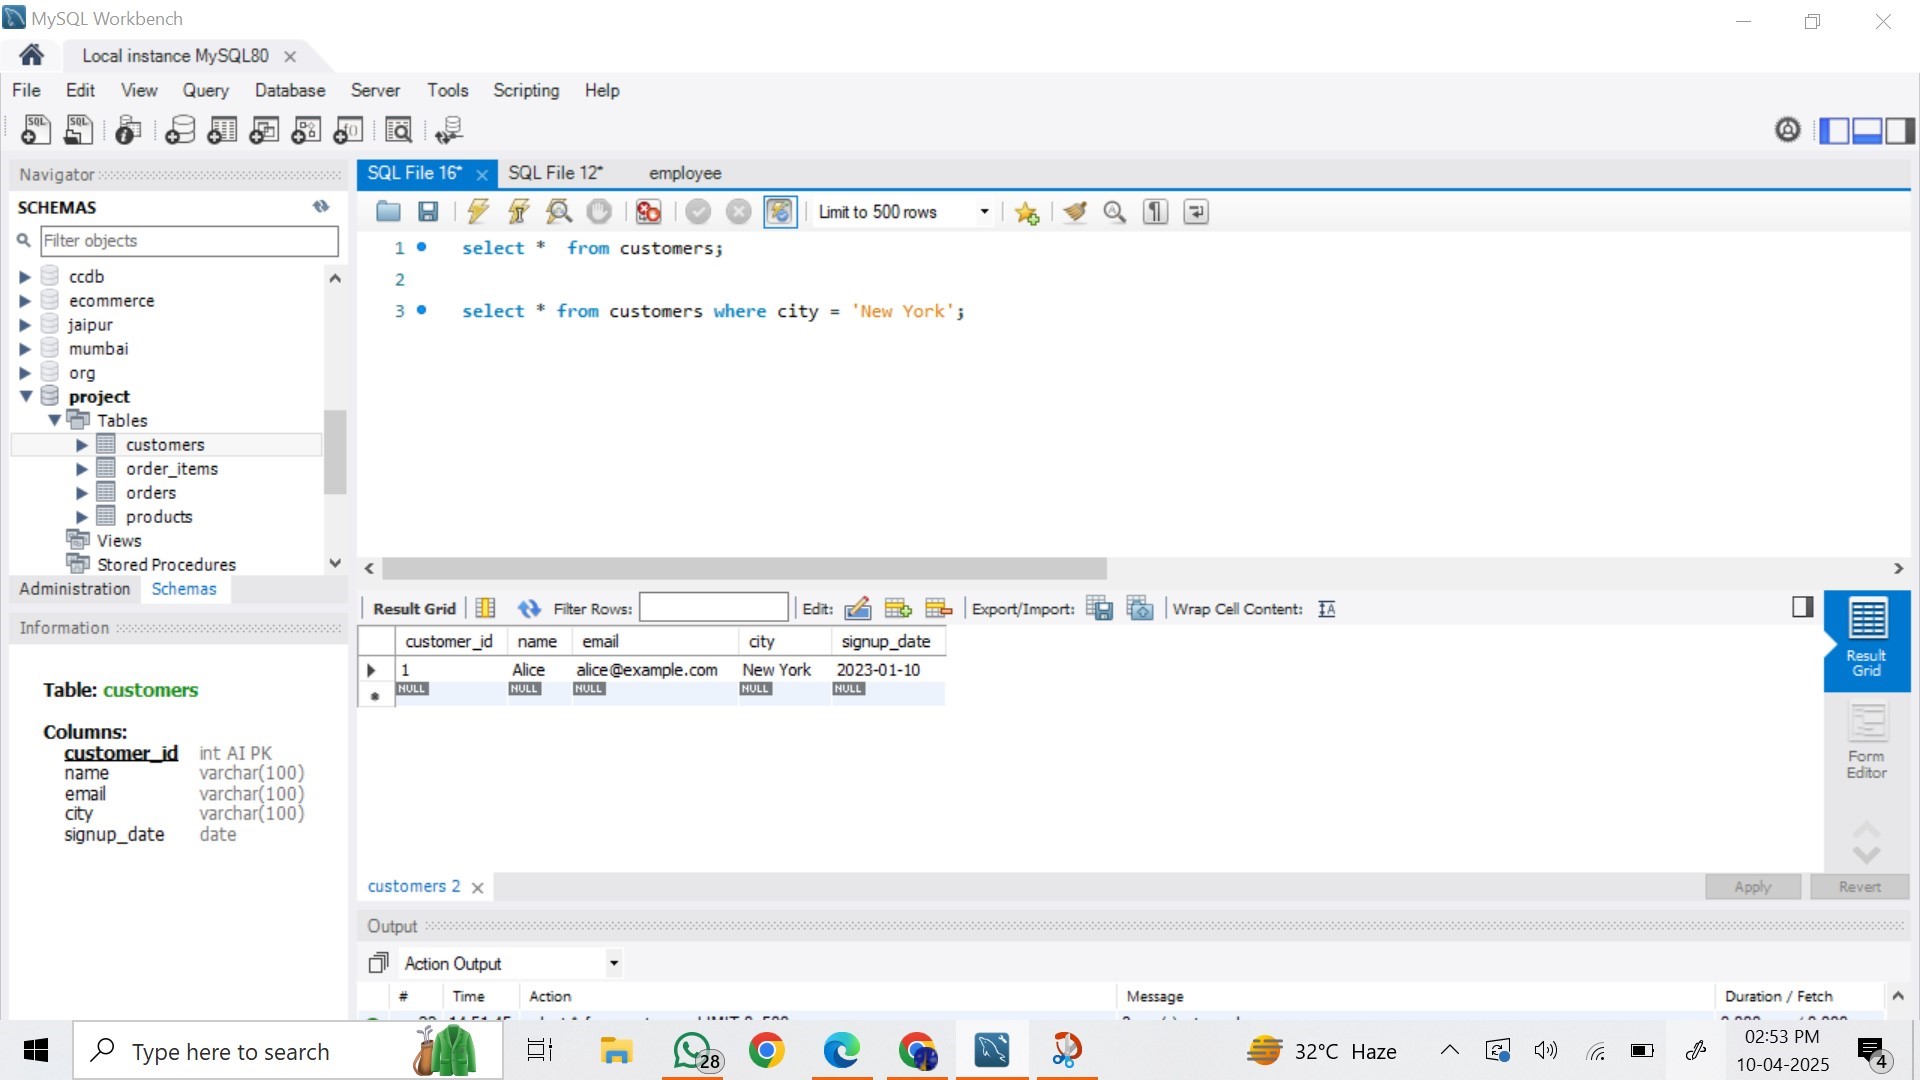 MySQL Workbench
Local instance MySQL80
File Edit View Query Database Server Tools Scripting Help
Navigator
SCHEMAS
Filter objects
ccdb
ecommerce
jaipur
mumbai
org
project
Tables
customers
order_items
orders
products
Views
Stored Procedures
Administration Schemas
Information
Table: customers
Columns:
customer_id int AI PK
name varchar(100)
email varchar(100)
city varchar(100)
signup_date date
SQL File 16* SQL File 12* employee
Limit to 500 rows
1 select * from customers;
2
3 select * from customers where city = 'New York';
Result Grid Filter Rows: Edit: Export/Import: Wrap Cell Content:
customer_id name email city signup_date
1 Alice alice@example.com New York 2023-01-10
NULL NULL NULL NULL NULL
Result Grid
Form Editor
customers 2
Apply Revert
Output
Action Output
# Time Action Message Duration / Fetch
Type here to search
28
32°C Haze
02:53 PM
10-04-2025
4